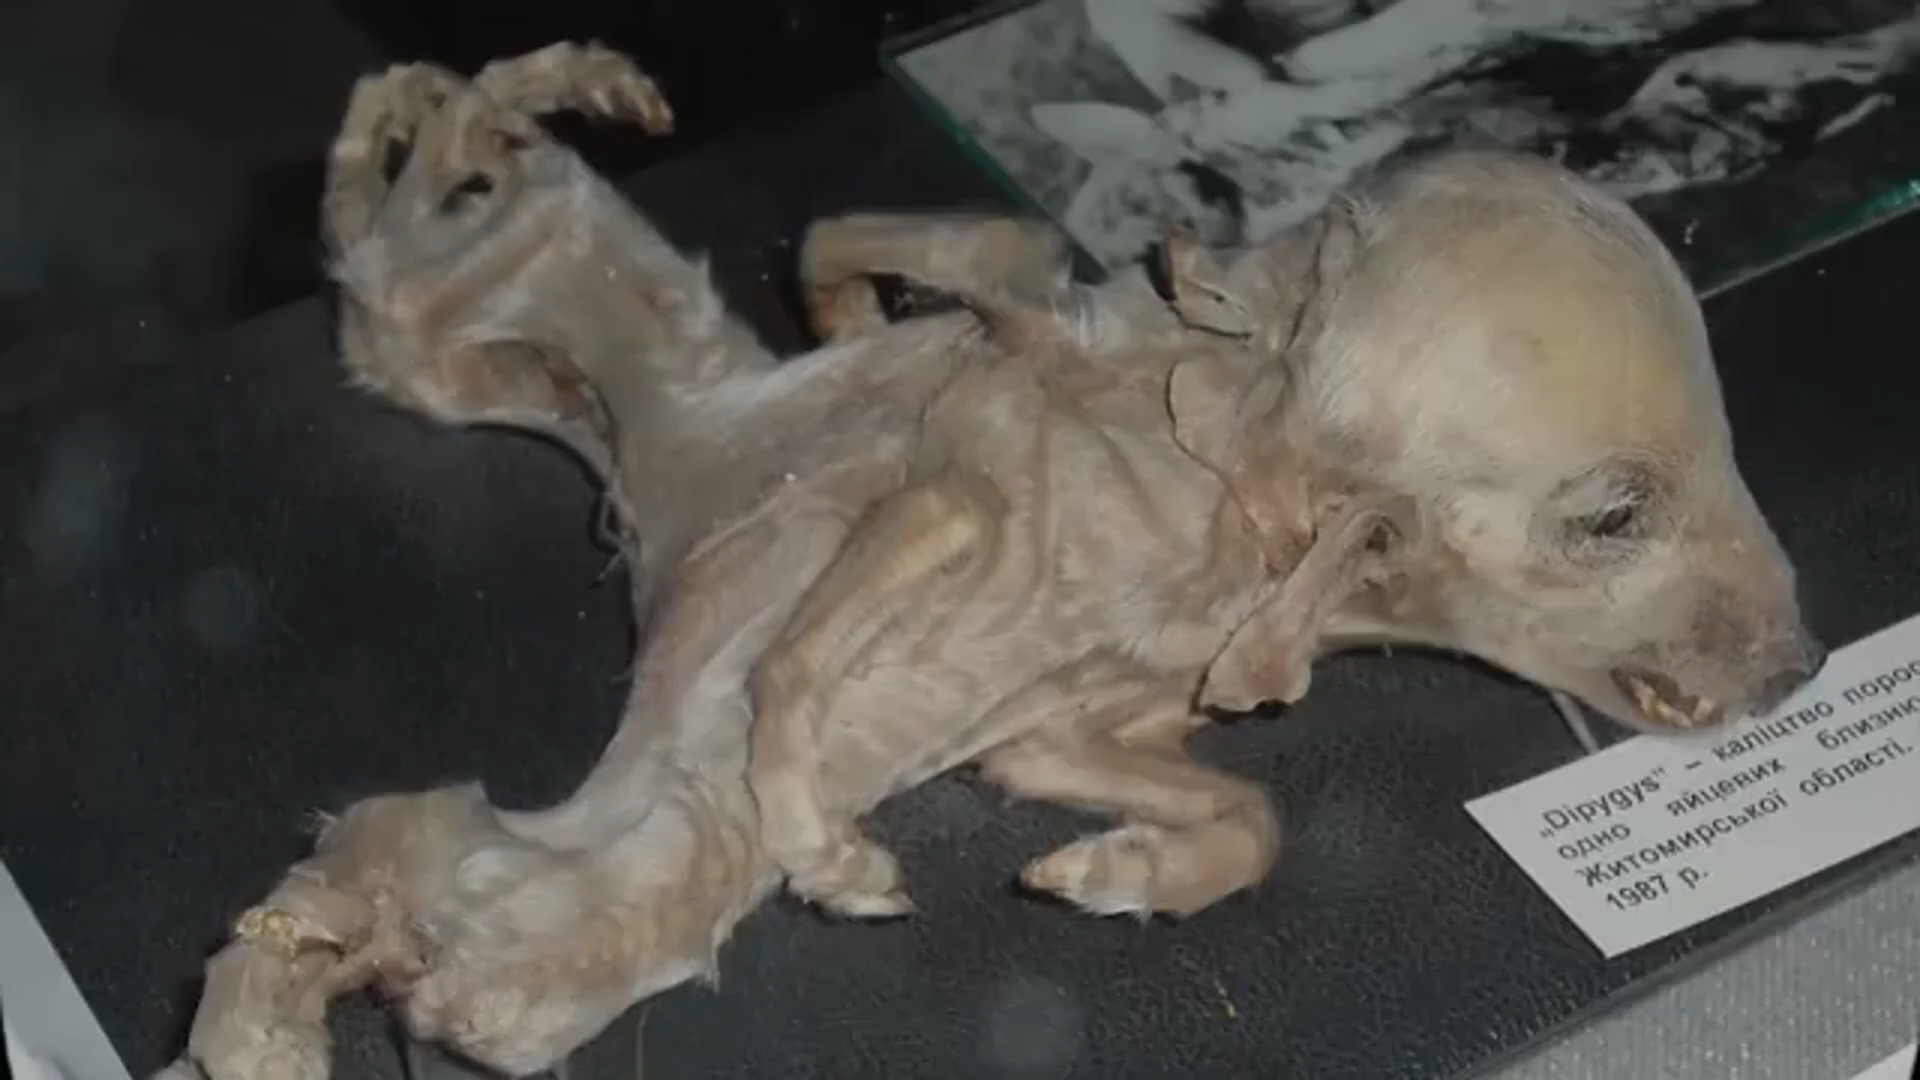 „Dipygys" – каліцтво порос
одно яйцевих близню
Житомирської області.
1987 р.